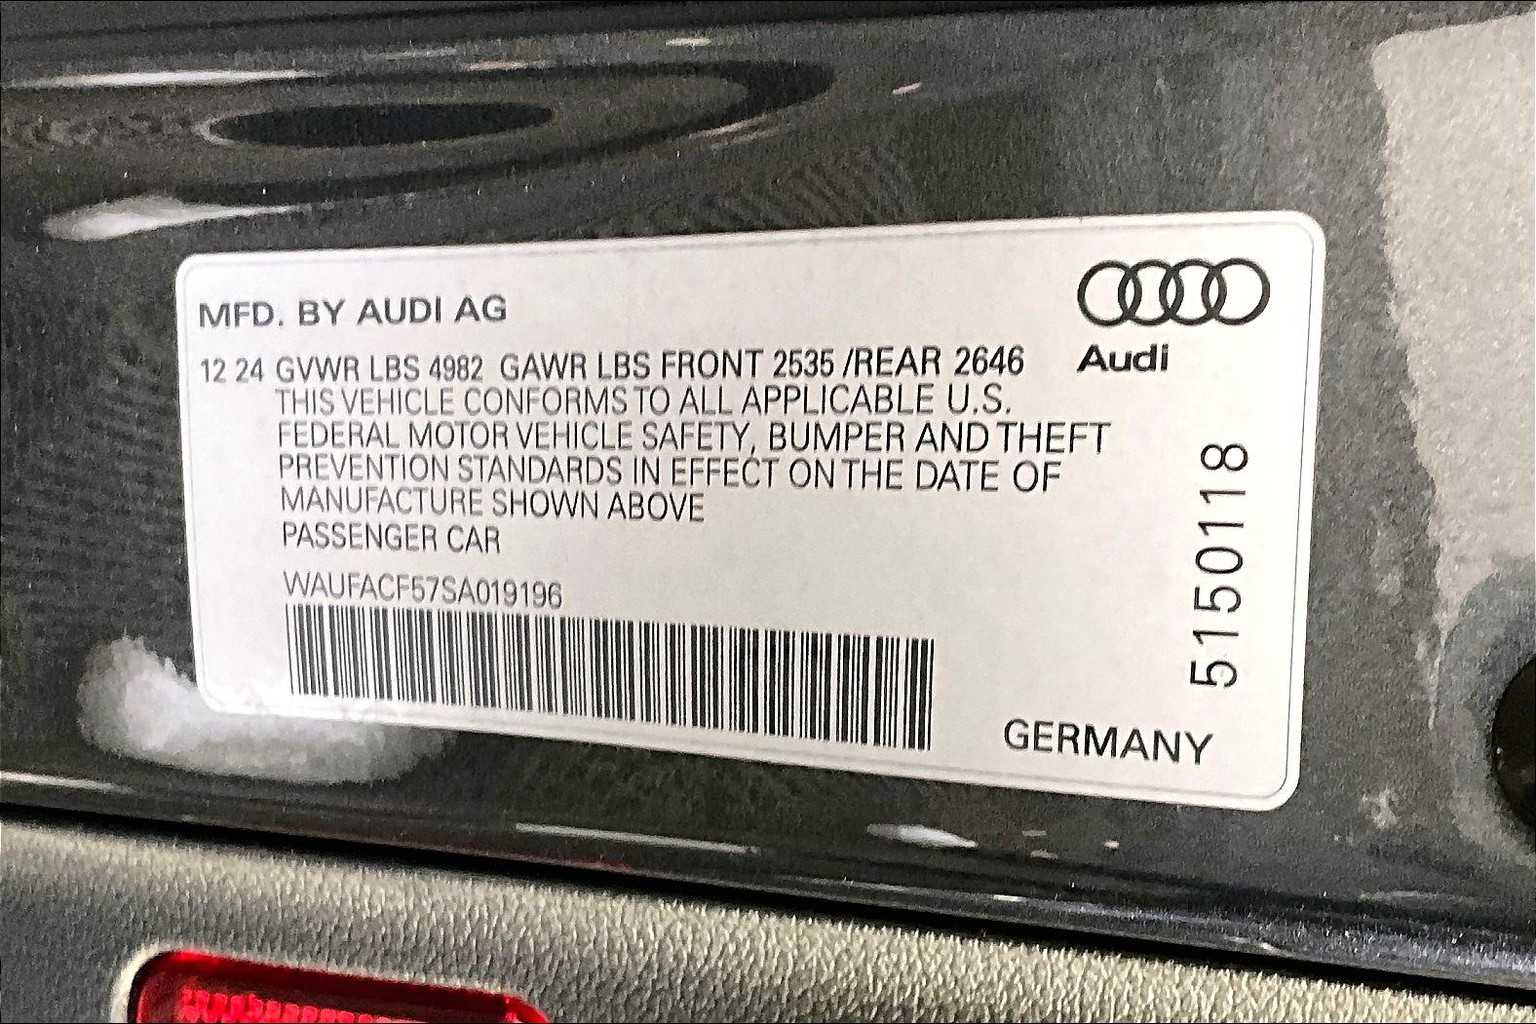 MFD. BY AUDI AG
Audi
12 24 GVWR LBS 4982 GAWR LBS FRONT 2535 /REAR 2646
THIS VEHICLE CONFORMS TO ALL APPLICABLE U.S.
FEDERAL MOTOR VEHICLE SAFETY, BUMPER AND THEFT
PREVENTION STANDARDS IN EFFECT ON THE DATE OF
MANUFACTURE SHOWN ABOVE
PASSENGER CAR
WAUFACF57SA019196
5150118
GERMANY